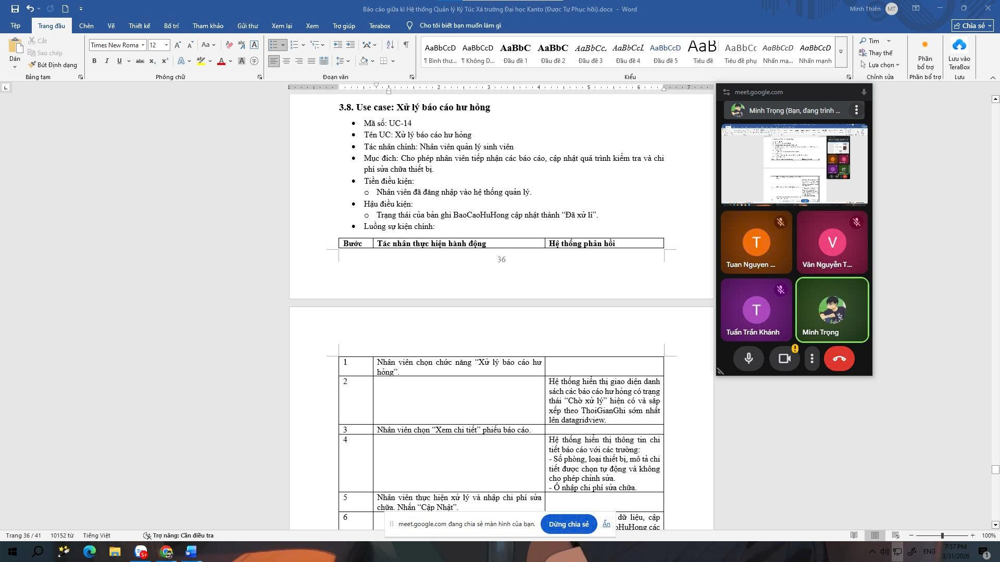 Báo cáo giữa kì Hệ thống Quản lý Ký Túc Xá trường Đại học Kanto (Được Tự Phục hồi).docx - Word
Minh Thiên MT
Tệp Trang đầu Chèn Vẽ Thiết kế Bố trí Tham khảo Gửi thư Xem lại Xem Trợ giúp Terabox Cho tôi biết bạn muốn làm gì
Chia sẻ
Dán
Cắt
Sao chép
Bút Định dạng
Bảng tạm
Times New Roma 12
Phông chữ
Đoạn văn
AaBbCcD AaBbCcD AaBbC AaBbC AaBbCcI AaBbCcI AaBbCcD AaB AaBbCc AaBbCcD AaBbCcD
¶ Bình thư... ¶ Không D... Đầu đề 1 Đầu đề 2 Đầu đề 3 Đầu đề 4 Đầu đề 5 Tiêu đề Tiêu đề phụ Nhấn mạ... Nhấn mạnh
Kiểu
Tìm
Thay thế
Lựa chọn
Chỉnh sửa
Phần bổ trợ
Phần bổ trợ
Lưu vào TeraBox
Lưu
1 1 2 3 4 5 6 7
3.8. Use case: Xử lý báo cáo hư hỏng
• Mã số: UC-14
• Tên UC: Xử lý báo cáo hư hỏng
• Tác nhân chính: Nhân viên quản lý sinh viên
• Mục đích: Cho phép nhân viên tiếp nhận các báo cáo, cập nhật quá trình kiểm tra và chi
phí sửa chữa thiết bị.
• Tiền điều kiện:
o Nhân viên đã đăng nhập vào hệ thống quản lý.
• Hậu điều kiện:
o Trạng thái của bản ghi BaoCaoHuHong cập nhật thành “Đã xử lí”.
• Luồng sự kiện chính:
Bước Tác nhân thực hiện hành động Hệ thống phản hồi
36
1 Nhân viên chọn chức năng “Xử lý báo cáo hư
hỏng”.
2 Hệ thống hiển thị giao diện danh
sách các báo cáo hư hỏng có trạng
thái “Chờ xử lý” hiện có và sắp
xếp theo ThoiGianGhi sớm nhất
lên datagridview.
3 Nhân viên chọn “Xem chi tiết” phiếu báo cáo.
4 Hệ thống hiển thị thông tin chi
tiết báo cáo với các trường:
- Số phòng, loại thiết bị, mô tả chi
tiết được chọn tự động và không
cho phép chỉnh sửa.
- Ô nhập chi phí sửa chữa.
5 Nhân viên thực hiện xử lý và nhập chi phí sửa
chữa. Nhấn “Cập Nhật”.
6 dữ liệu, cập
oHuHong các
meet.google.com
Minh Trọng (Bạn, đang trình ...
T
Tuan Nguyen ...
V
Vân Nguyễn T...
T
Tuấn Trần Khánh
Minh Trọng
meet.google.com đang chia sẻ màn hình của bạn.
Dừng chia sẻ
Ẩn
Trang 36 / 41 10152 từ Tiếng Việt Trợ năng: Cần điều tra
100%
5+
ENG
7:57 PM
3/31/2026
1